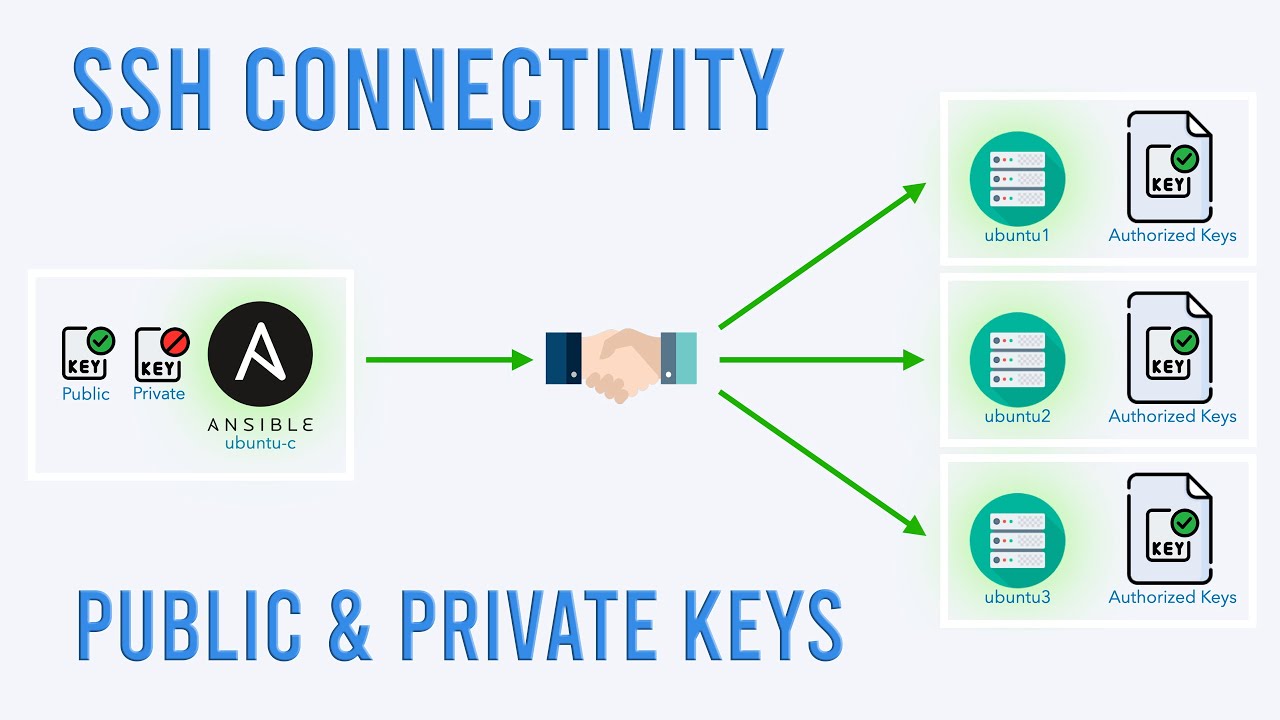 SSH CONNECTIVITY
KEY
Public
KEY
Private
ANSIBLE
ubuntu-c
ubuntu1
KEY
Authorized Keys
ubuntu2
KEY
Authorized Keys
ubuntu3
KEY
Authorized Keys
PUBLIC & PRIVATE KEYS